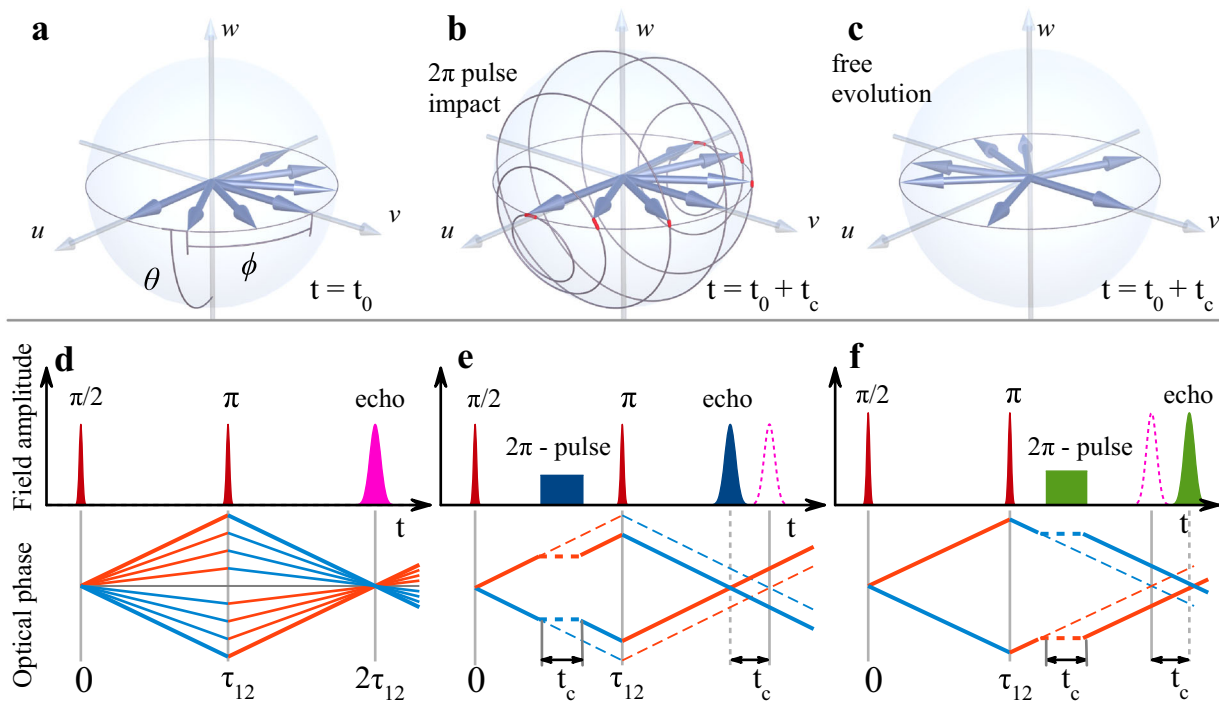 a
w
u
v
θ
ϕ
t = t0
b
w
2π pulse
impact
u
v
t = t0 + tc
c
w
free
evolution
u
v
t = t0 + tc
Field amplitude
d
π/2
π
echo
t
e
π/2
π
echo
2π - pulse
t
f
π/2
π
2π - pulse
t
Optical phase
0
τ12
2τ12
0
tc
τ12
tc
0
τ12
tc
tc